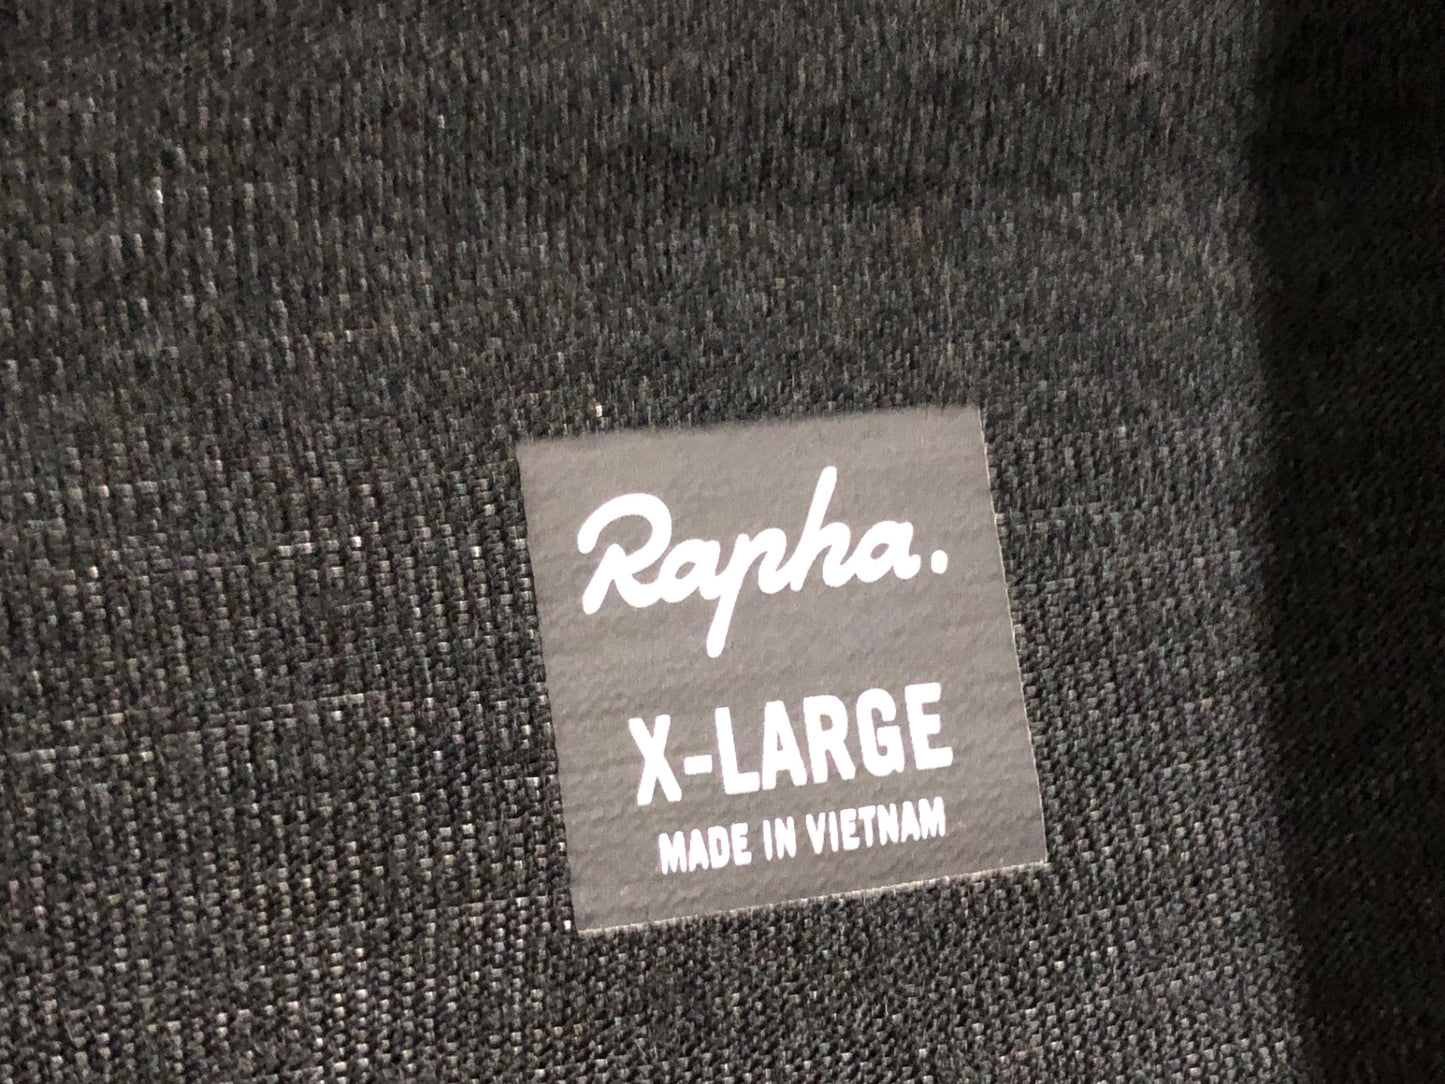 Rapha.
X-LARGE
MADE IN VIETNAM